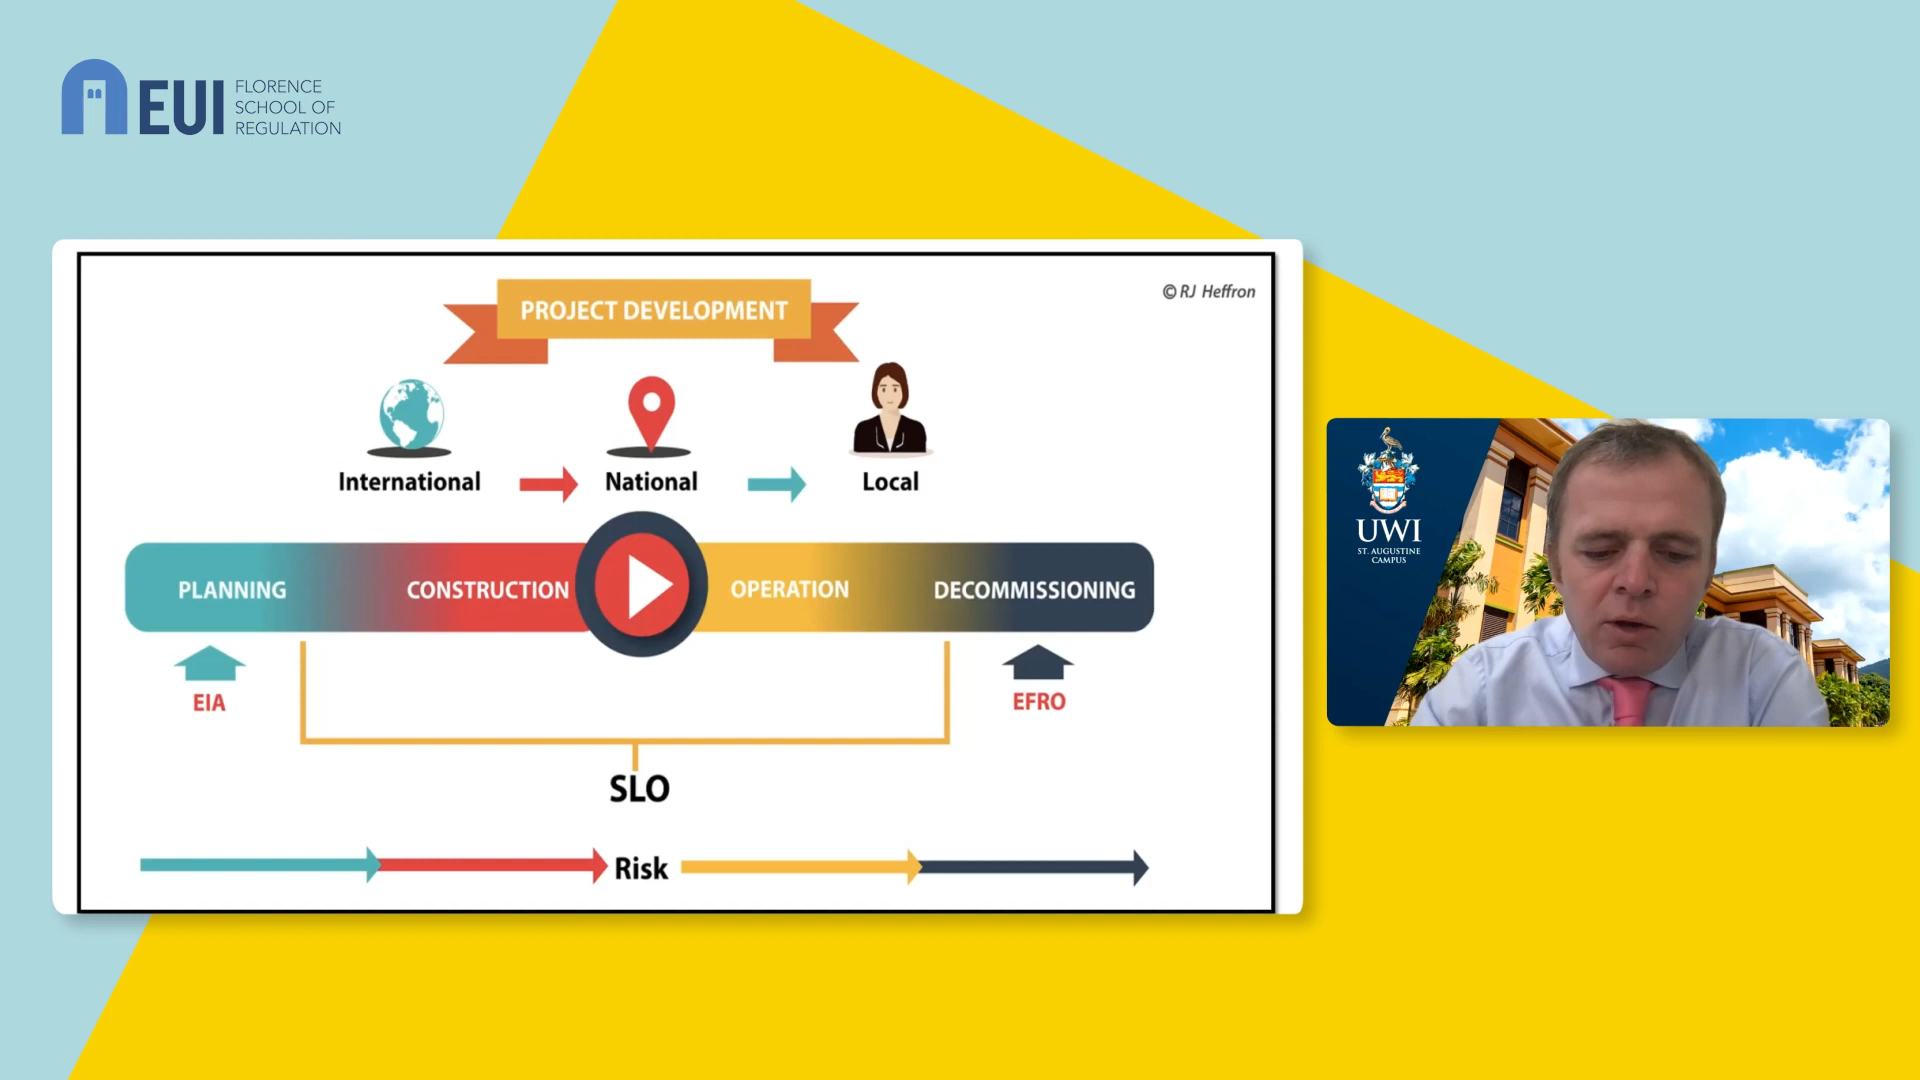 EUI
FLORENCE
SCHOOL OF
REGULATION
© RJ Heffron
PROJECT DEVELOPMENT
International
National
Local
PLANNING
CONSTRUCTION
OPERATION
DECOMMISSIONING
EIA
EFRO
SLO
Risk
UWI
ST. AUGUSTINE
CAMPUS